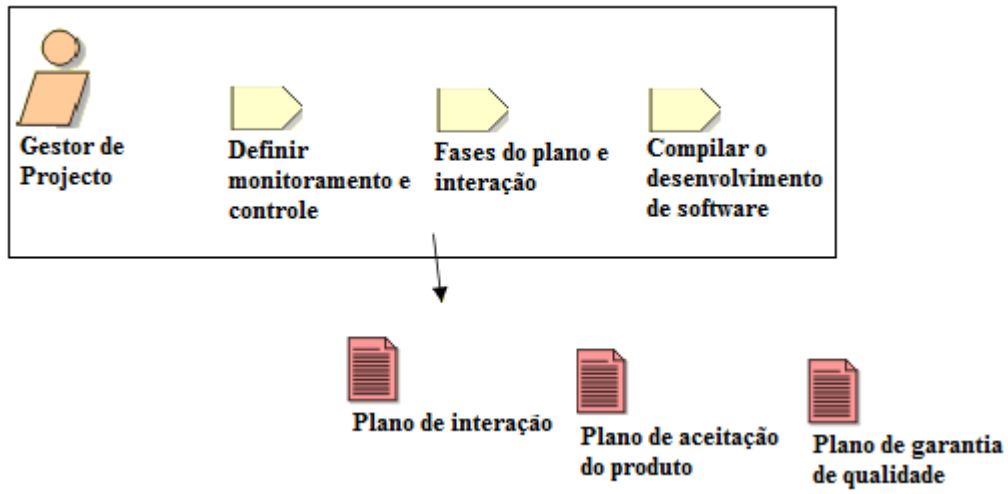 Gestor de
Projecto
Definir
monitoramento e
controle
Fases do plano e
interação
Compilar o
desenvolvimento
de software
Plano de interação
Plano de aceitação
do produto
Plano de garantia
de qualidade